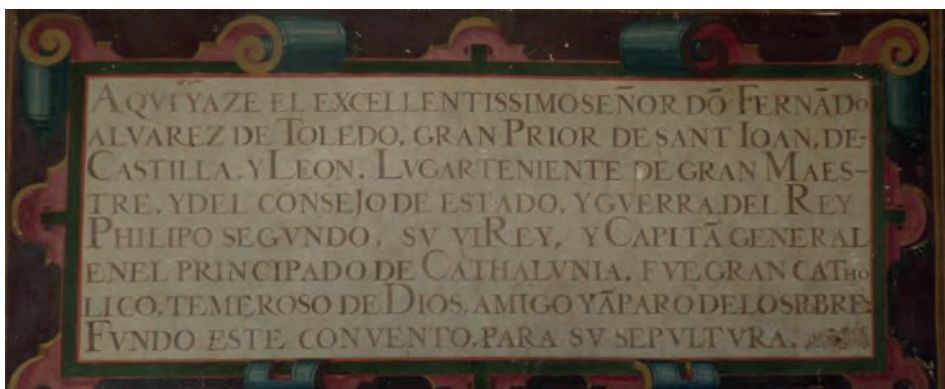 AQVI YAZE EL EXCELLENTISSIMO SEÑOR DÕ FERNÃDO
ALVAREZ DE TOLEDO, GRAN PRIOR DE SANT IOAN, DE-
CASTILLA, Y LEON. LVGARTENIENTE DE GRAN MAES-
TRE, Y DEL CONSEJO DE ESTADO, Y GVERRA, DEL REY
PHILIPO SEGVNDO, SV VIREY, Y CAPITÃ GENERAL
EN EL PRINCIPADO DE CATHALVNIA. FVE GRAN CATHO
LICO, TEMEROSO DE DIOS, AMIGO Y ÃPARO DE LOS POBRES
FVNDO ESTE CONVENTO, PARA SV SEPVLTVRA.